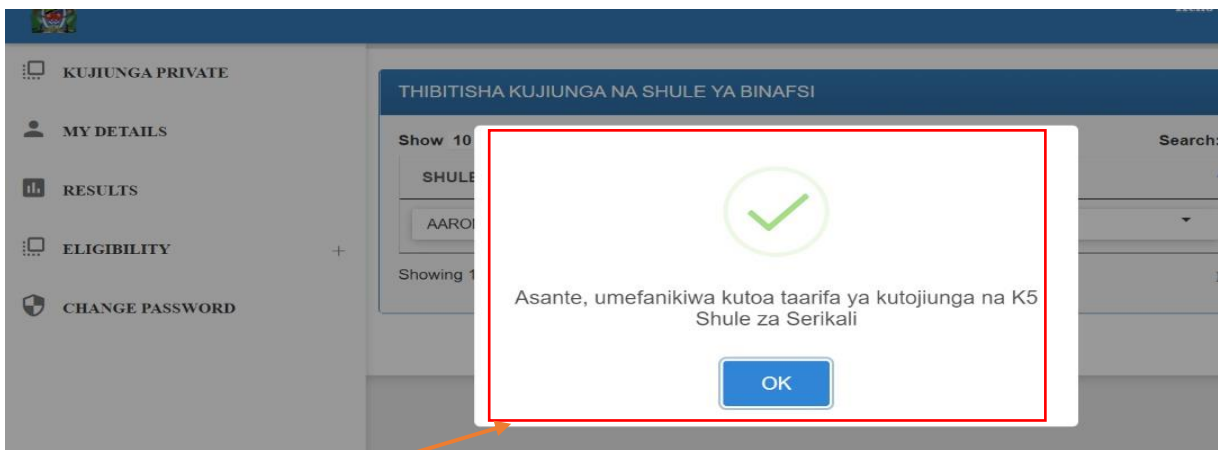 KUJIUNGA PRIVATE
MY DETAILS
RESULTS
ELIGIBILITY +
CHANGE PASSWORD
THIBITISHA KUJIUNGA NA SHULE YA BINAFSI
Show 10
Search:
SHULE
Showing 1
Asante, umefanikiwa kutoa taarifa ya kutojiunga na K5
Shule za Serikali
OK